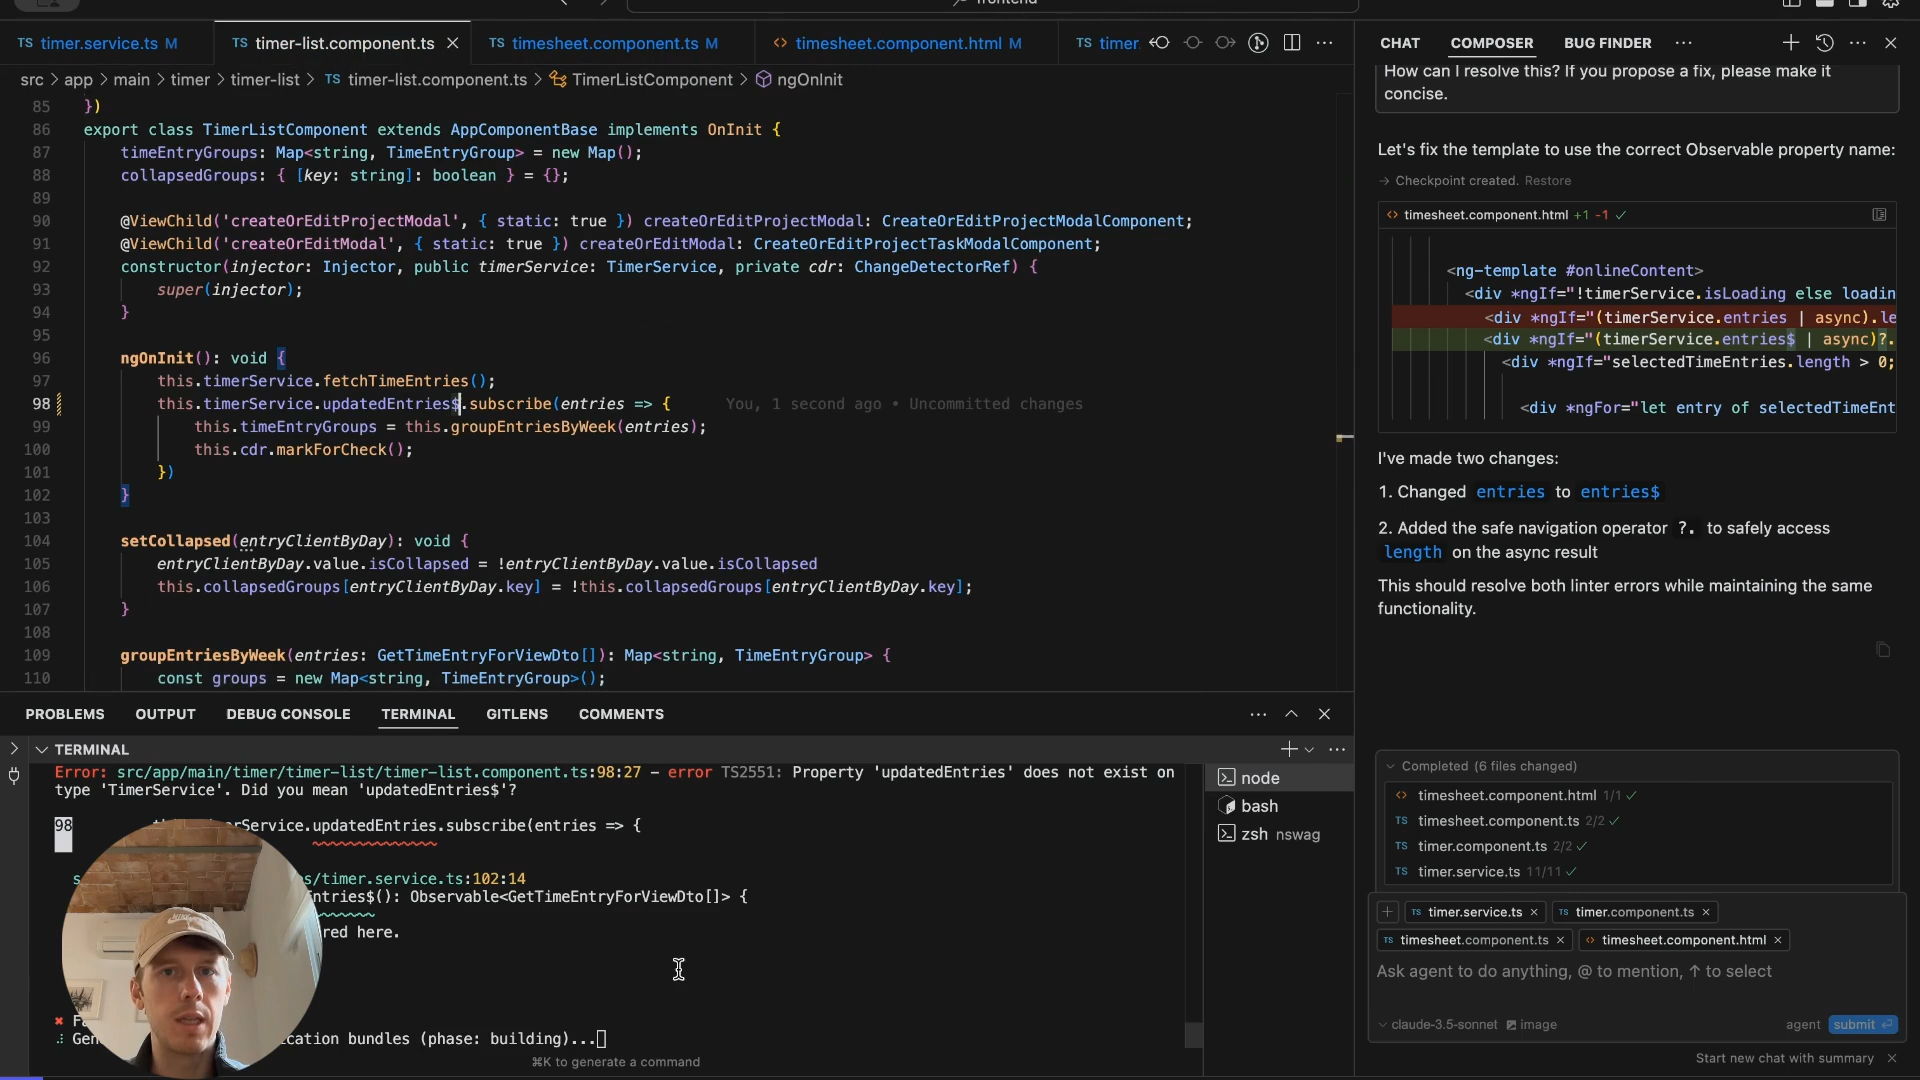 frontend
TS timer.service.ts M
TS timer-list.component.ts
TS timesheet.component.ts M
<> timesheet.component.html M
TS timer
src > app > main > timer > timer-list > TS timer-list.component.ts > TimerListComponent > ngOnInit
85 })
86 export class TimerListComponent extends AppComponentBase implements OnInit {
87 timeEntryGroups: Map<string, TimeEntryGroup> = new Map();
88 collapsedGroups: { [key: string]: boolean } = {};
89
90 @ViewChild('createOrEditProjectModal', { static: true }) createOrEditProjectModal: CreateOrEditProjectModalComponent;
91 @ViewChild('createOrEditModal', { static: true }) createOrEditModal: CreateOrEditProjectTaskModalComponent;
92 constructor(injector: Injector, public timerService: TimerService, private cdr: ChangeDetectorRef) {
93 super(injector);
94 }
95
96 ngOnInit(): void {
97 this.timerService.fetchTimeEntries();
98 this.timerService.updatedEntries$.subscribe(entries => { You, 1 second ago • Uncommitted changes
99 this.timeEntryGroups = this.groupEntriesByWeek(entries);
100 this.cdr.markForCheck();
101 })
102 }
103
104 setCollapsed(entryClientByDay): void {
105 entryClientByDay.value.isCollapsed = !entryClientByDay.value.isCollapsed
106 this.collapsedGroups[entryClientByDay.key] = !this.collapsedGroups[entryClientByDay.key];
107 }
108
109 groupEntriesByWeek(entries: GetTimeEntryForViewDto[]): Map<string, TimeEntryGroup> {
110 const groups = new Map<string, TimeEntryGroup>();
PROBLEMS OUTPUT DEBUG CONSOLE TERMINAL GITLENS COMMENTS
TERMINAL
Error: src/app/main/timer/timer-list/timer-list.component.ts:98:27 - error TS2551: Property 'updatedEntries' does not exist on
type 'TimerService'. Did you mean 'updatedEntries$'?
98 Service.updatedEntries.subscribe(entries => {
s/timer.service.ts:102:14
Entries$(): Observable<GetTimeEntryForViewDto[]> {
red here.
cation bundles (phase: building)...
⌘K to generate a command
node
bash
zsh nswag
CHAT COMPOSER BUG FINDER
How can I resolve this? If you propose a fix, please make it
concise.
Let's fix the template to use the correct Observable property name:
→ Checkpoint created. Restore
<> timesheet.component.html +1 -1 ✓
<ng-template #onlineContent>
<div *ngIf="!timerService.isLoading else loadin
<div *ngIf="(timerService.entries | async).le
<div *ngIf="(timerService.entries$ | async)?.
<div *ngIf="selectedTimeEntries.length > 0;
<div *ngFor="let entry of selectedTimeEnt
I've made two changes:
1. Changed entries to entries$
2. Added the safe navigation operator ?. to safely access
length on the async result
This should resolve both linter errors while maintaining the same
functionality.
Completed (6 files changed)
<> timesheet.component.html 1/1 ✓
TS timesheet.component.ts 2/2 ✓
TS timer.component.ts 2/2 ✓
TS timer.service.ts 11/11 ✓
+ TS timer.service.ts × TS timer.component.ts ×
TS timesheet.component.ts × <> timesheet.component.html ×
Ask agent to do anything, @ to mention, ↑ to select
claude-3.5-sonnet image agent submit
Start new chat with summary ×